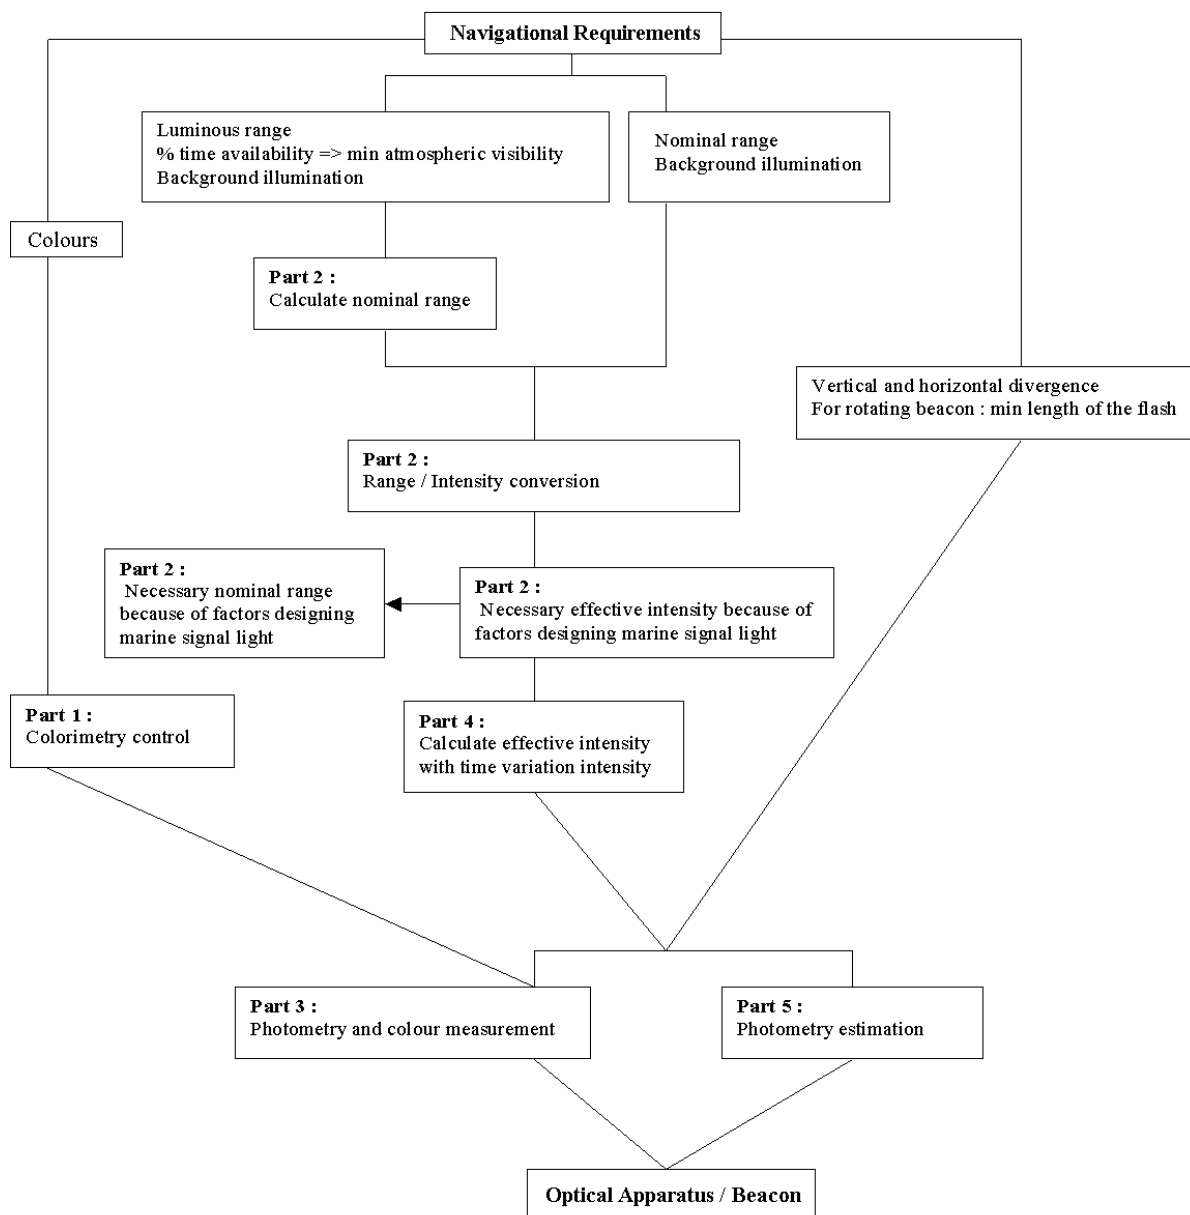 Navigational Requirements
Luminous range
% time availability => min atmospheric visibility
Background illumination
Nominal range
Background illumination
Colours
Part 2 :
Calculate nominal range
Vertical and horizontal divergence
For rotating beacon : min length of the flash
Part 2 :
Range / Intensity conversion
Part 2 :
Necessary nominal range
because of factors designing
marine signal light
Part 2 :
Necessary effective intensity because of
factors designing marine signal light
Part 1 :
Colorimetry control
Part 4 :
Calculate effective intensity
with time variation intensity
Part 3 :
Photometry and colour measurement
Part 5 :
Photometry estimation
Optical Apparatus / Beacon